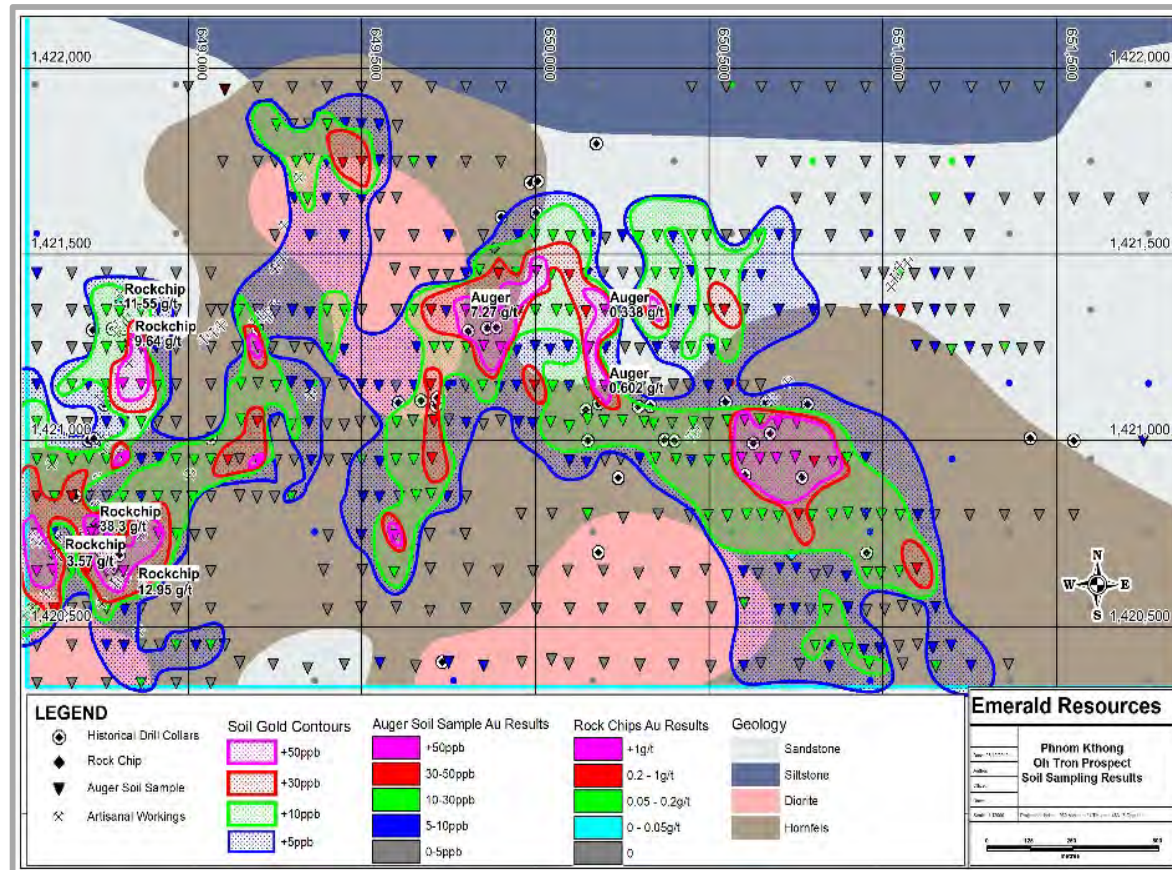 649,000
649,500
650,000
650,500
651,000
651,500
1,422,000
1,422,000
1,421,500
1,421,500
1,421,000
1,421,000
1,420,500
1,420,500
Rockchip
11.55 g/t
Rockchip
9.64 g/t
Auger
7.27 g/t
Auger
0.338 g/t
Auger
0.602 g/t
Rockchip
38.3 g/t
Rockchip
3.57 g/t
Rockchip
12.95 g/t
N
W E
S
LEGEND
Historical Drill Collars
Rock Chip
Auger Soil Sample
Artisanal Workings
Soil Gold Contours
+50ppb
+30ppb
+10ppb
+5ppb
Auger Soil Sample Au Results
+50ppb
30-50ppb
10-30ppb
5-10ppb
0-5ppb
Rock Chips Au Results
+1g/t
0.2 - 1g/t
0.05 - 0.2g/t
0 - 0.05g/t
0
Geology
Sandstone
Siltstone
Diorite
Hornfels
Emerald Resources
Phnom Kthong
Oh Tron Prospect
Soil Sampling Results
0 125 250 500
metres